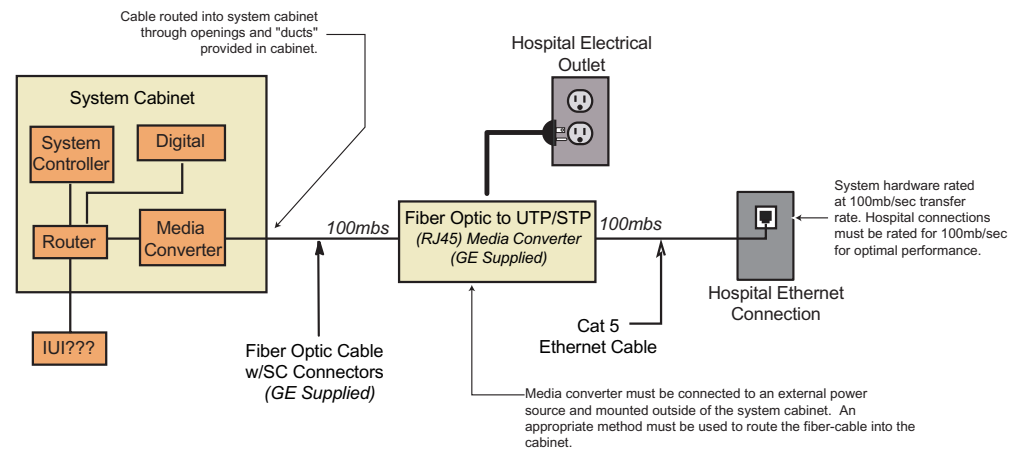 Cable routed into system cabinet
through openings and "ducts"
provided in cabinet.
Hospital Electrical
Outlet
System Cabinet
System
Controller
Digital
Router
Media
Converter
IUI???
100mbs
Fiber Optic Cable
w/SC Connectors
(GE Supplied)
Fiber Optic to UTP/STP
(RJ45) Media Converter
(GE Supplied)
100mbs
Cat 5
Ethernet Cable
Hospital Ethernet
Connection
System hardware rated
at 100mb/sec transfer
rate. Hospital connections
must be rated for 100mb/sec
for optimal performance.
Media converter must be connected to an external power
source and mounted outside of the system cabinet. An
appropriate method must be used to route the fiber-cable into the
cabinet.